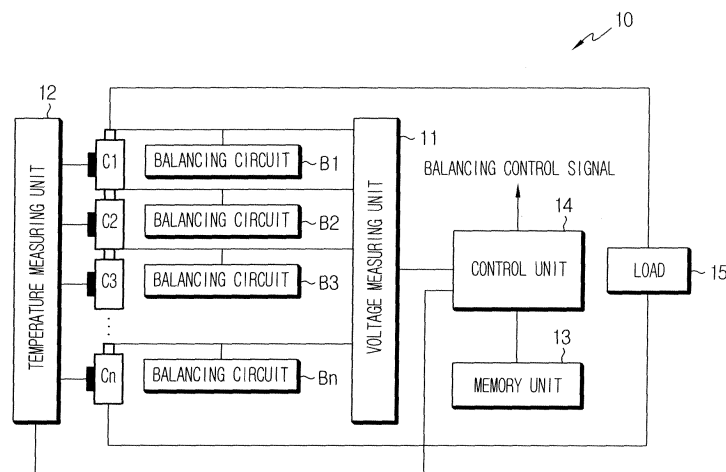 10
12
TEMPERATURE MEASURING UNIT
C1
BALANCING CIRCUIT
B1
C2
BALANCING CIRCUIT
B2
C3
BALANCING CIRCUIT
B3
Cn
BALANCING CIRCUIT
Bn
11
VOLTAGE MEASURING UNIT
BALANCING CONTROL SIGNAL
14
CONTROL UNIT
13
MEMORY UNIT
LOAD
15